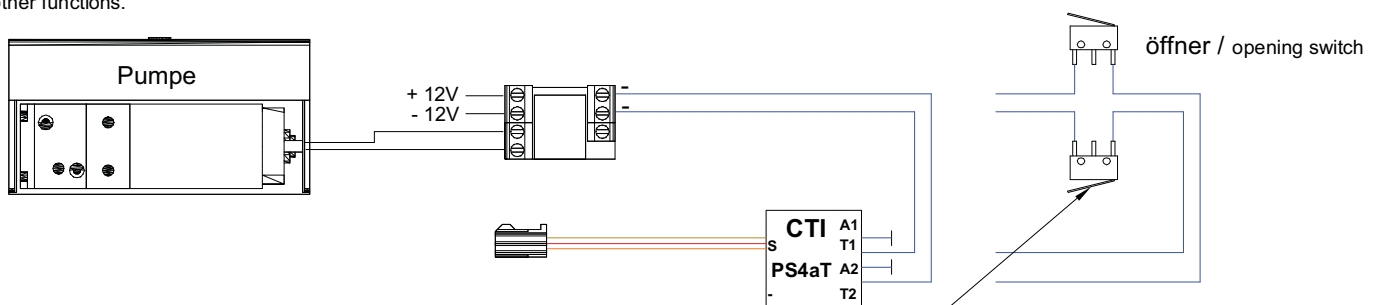 other functions.
Pumpe
öffner / opening switch
+ 12V
- 12V
-
-
CTI
A1
S
T1
PS4aT
A2
-
T2